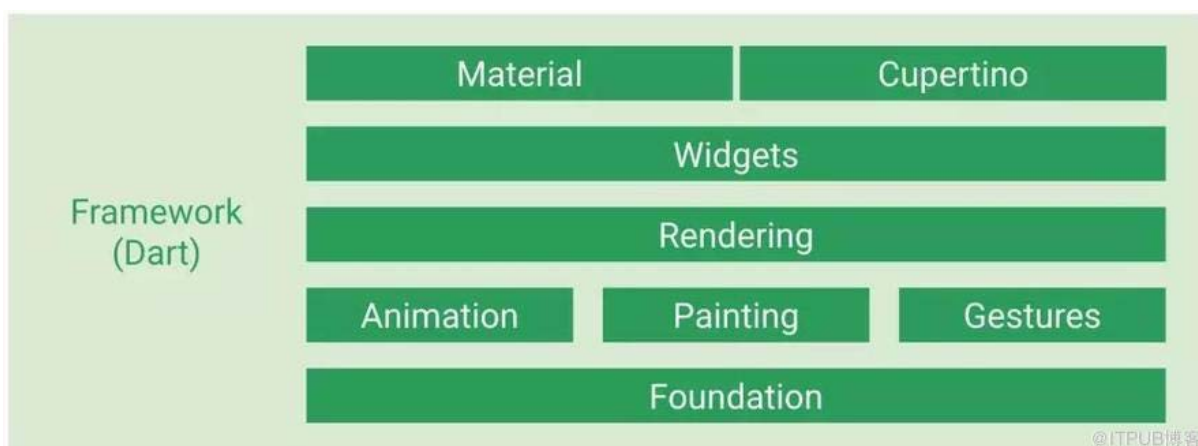 Material
Cupertino
Widgets
Framework
(Dart)
Rendering
Animation
Painting
Gestures
Foundation
@ITPUB博客